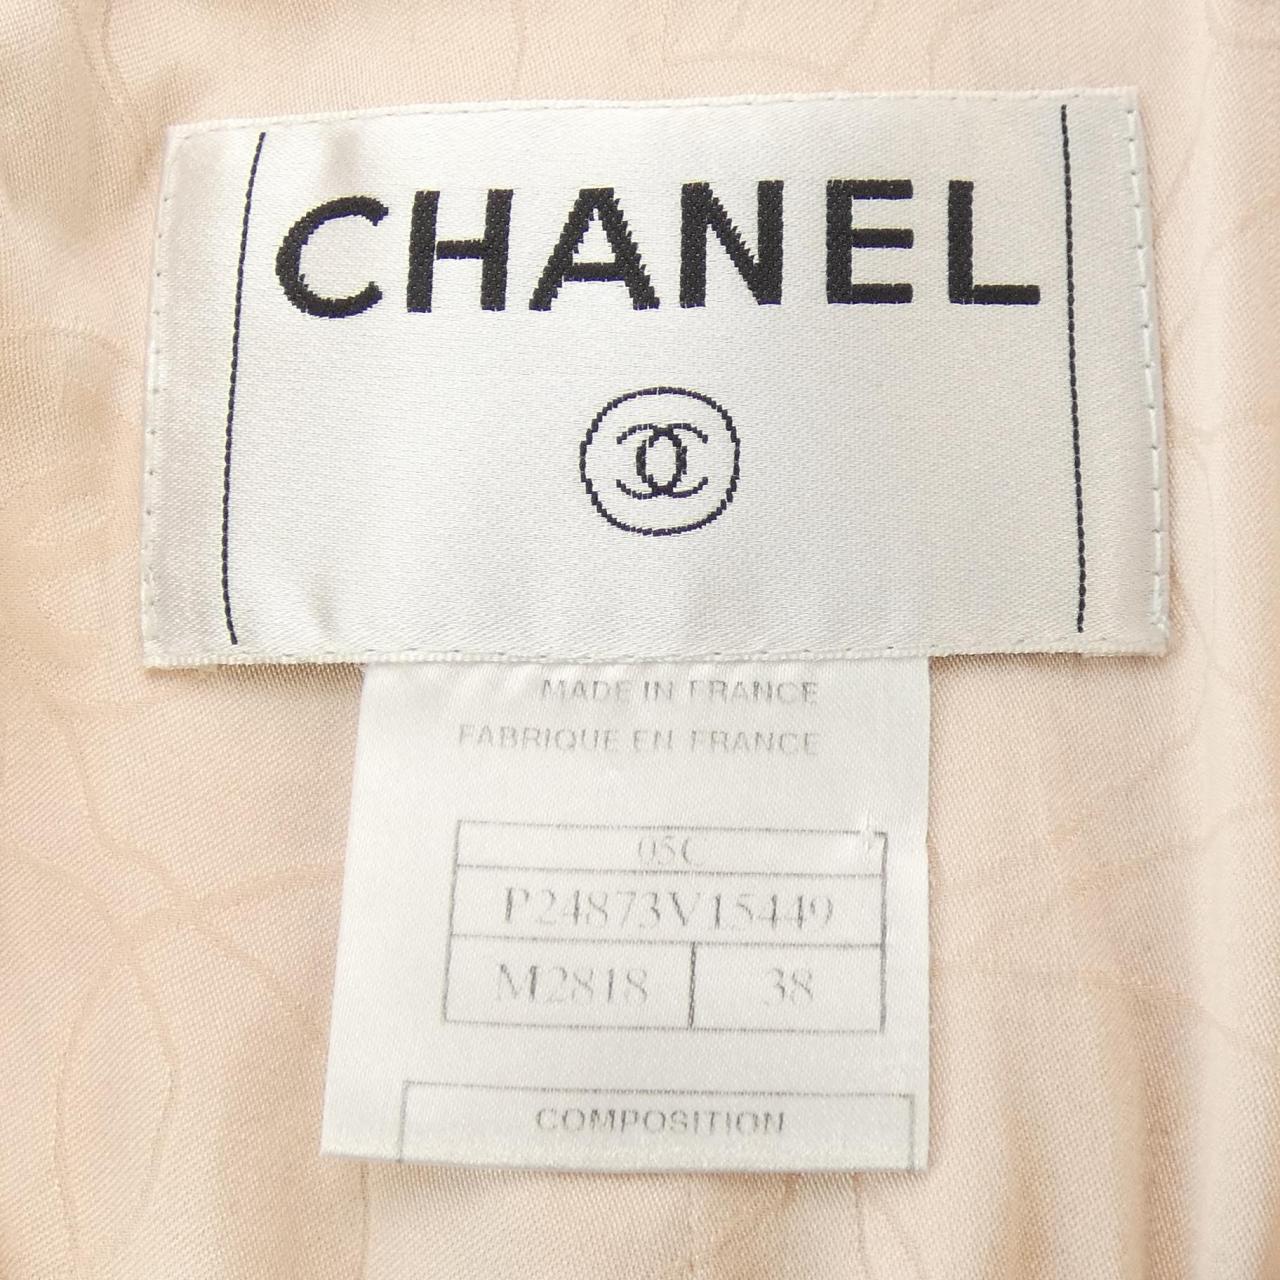 CHANEL
MADE IN FRANCE
FABRIQUE EN FRANCE
05C
P24873V15449
M2818 38
COMPOSITION